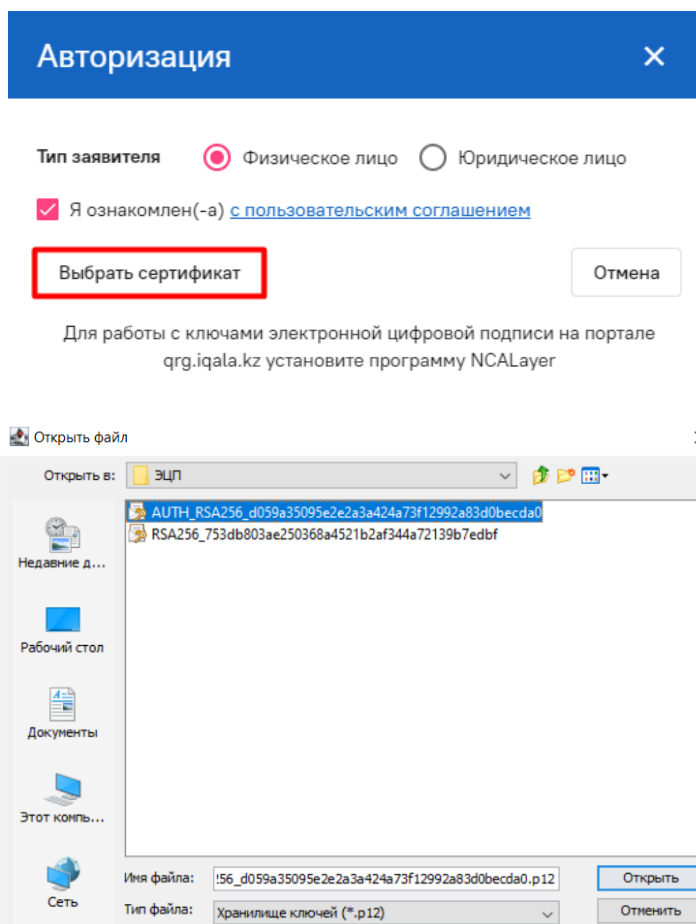 Авторизация
Тип заявителя Физическое лицо Юридическое лицо
Я ознакомлен(-а) с пользовательским соглашением
Выбрать сертификат Отмена
Для работы с ключами электронной цифровой подписи на портале
qrg.iqala.kz установите программу NCALayer
Открыть файл
Открыть в: ЭЦП
AUTH_RSA256_d059a35095e2e2a3a424a73f12992a83d0becda0
RSA256_753db803ae250368a4521b2af344a72139b7edbf
Недавние д...
Рабочий стол
Документы
Этот компь...
Сеть
Имя файла: !56_d059a35095e2e2a3a424a73f12992a83d0becda0.p12 Открыть
Тип файла: Хранилище ключей (*.p12) Отменить